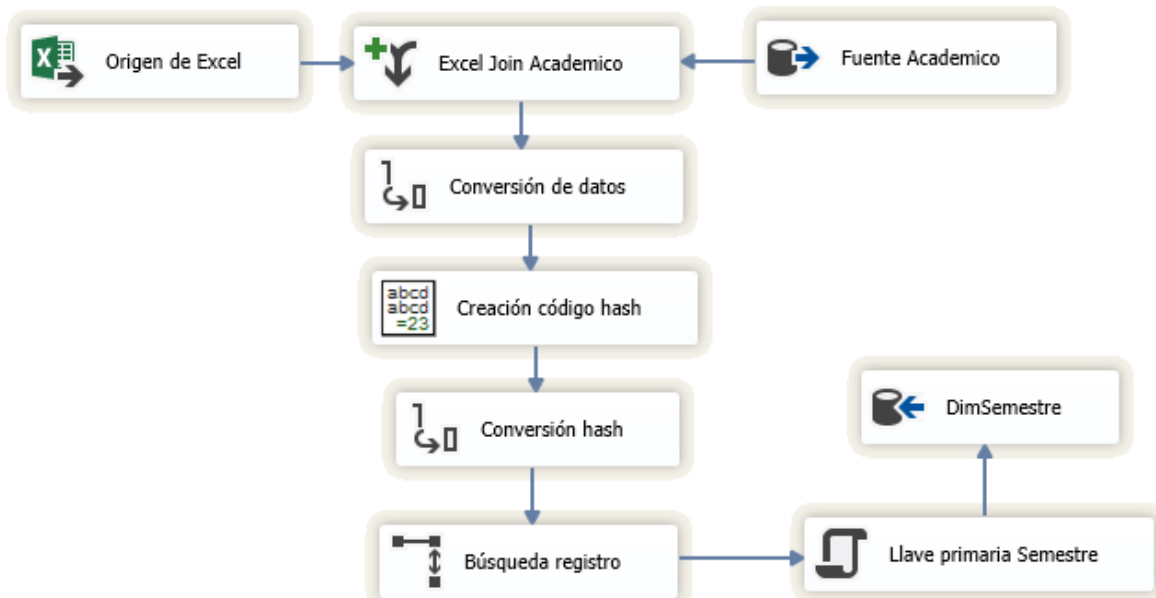 Origen de Excel
Excel Join Academico
Fuente Academico
Conversión de datos
abcd
abcd
=23
Creación código hash
Conversión hash
DimSemestre
Búsqueda registro
Llave primaria Semestre